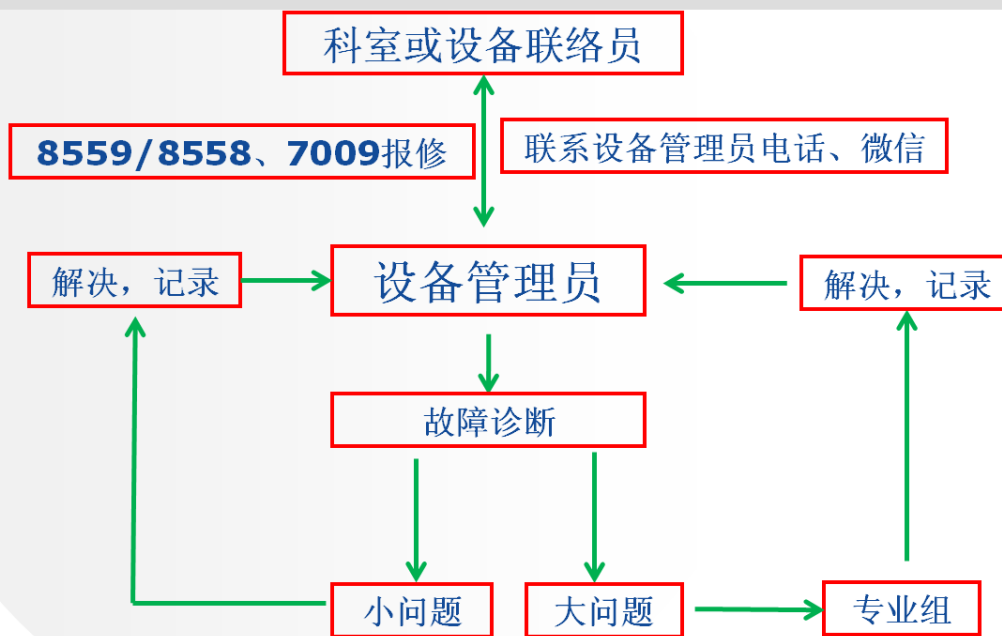 科室或设备联络员
8559/8558、7009报修
联系设备管理员电话、微信
解决，记录
设备管理员
解决，记录
故障诊断
小问题
大问题
专业组